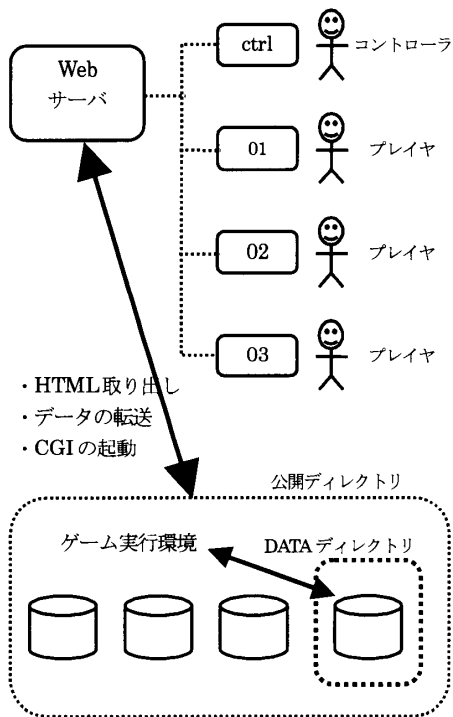 Web
サーバ
ctrl
コントローラ
01
プレイヤ
02
プレイヤ
03
プレイヤ
・HTML取り出し
・データの転送
・CGIの起動
公開ディレクトリ
ゲーム実行環境
DATAディレクトリ